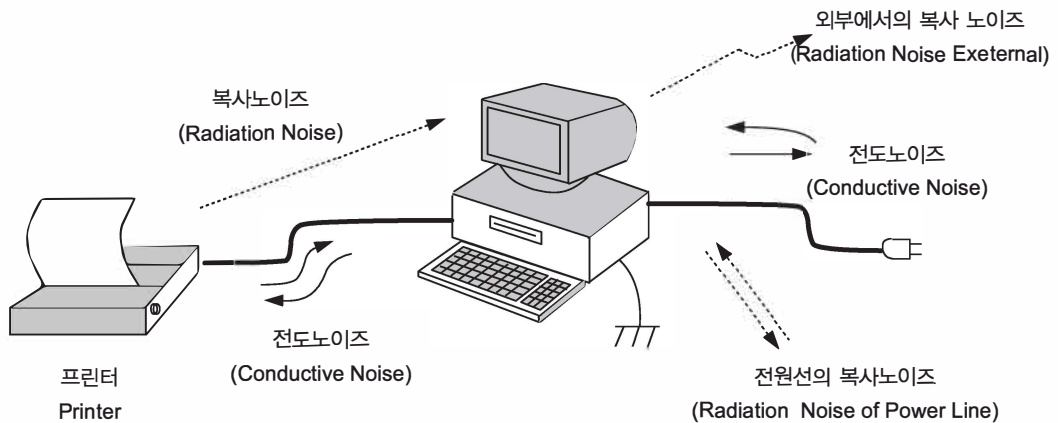 외부에서의 복사 노이즈
(Radiation Noise Exeternal)
복사노이즈
(Radiation Noise)
전도노이즈
(Conductive Noise)
전도노이즈
(Conductive Noise)
프린터
Printer
전원선의 복사노이즈
(Radiation Noise of Power Line)